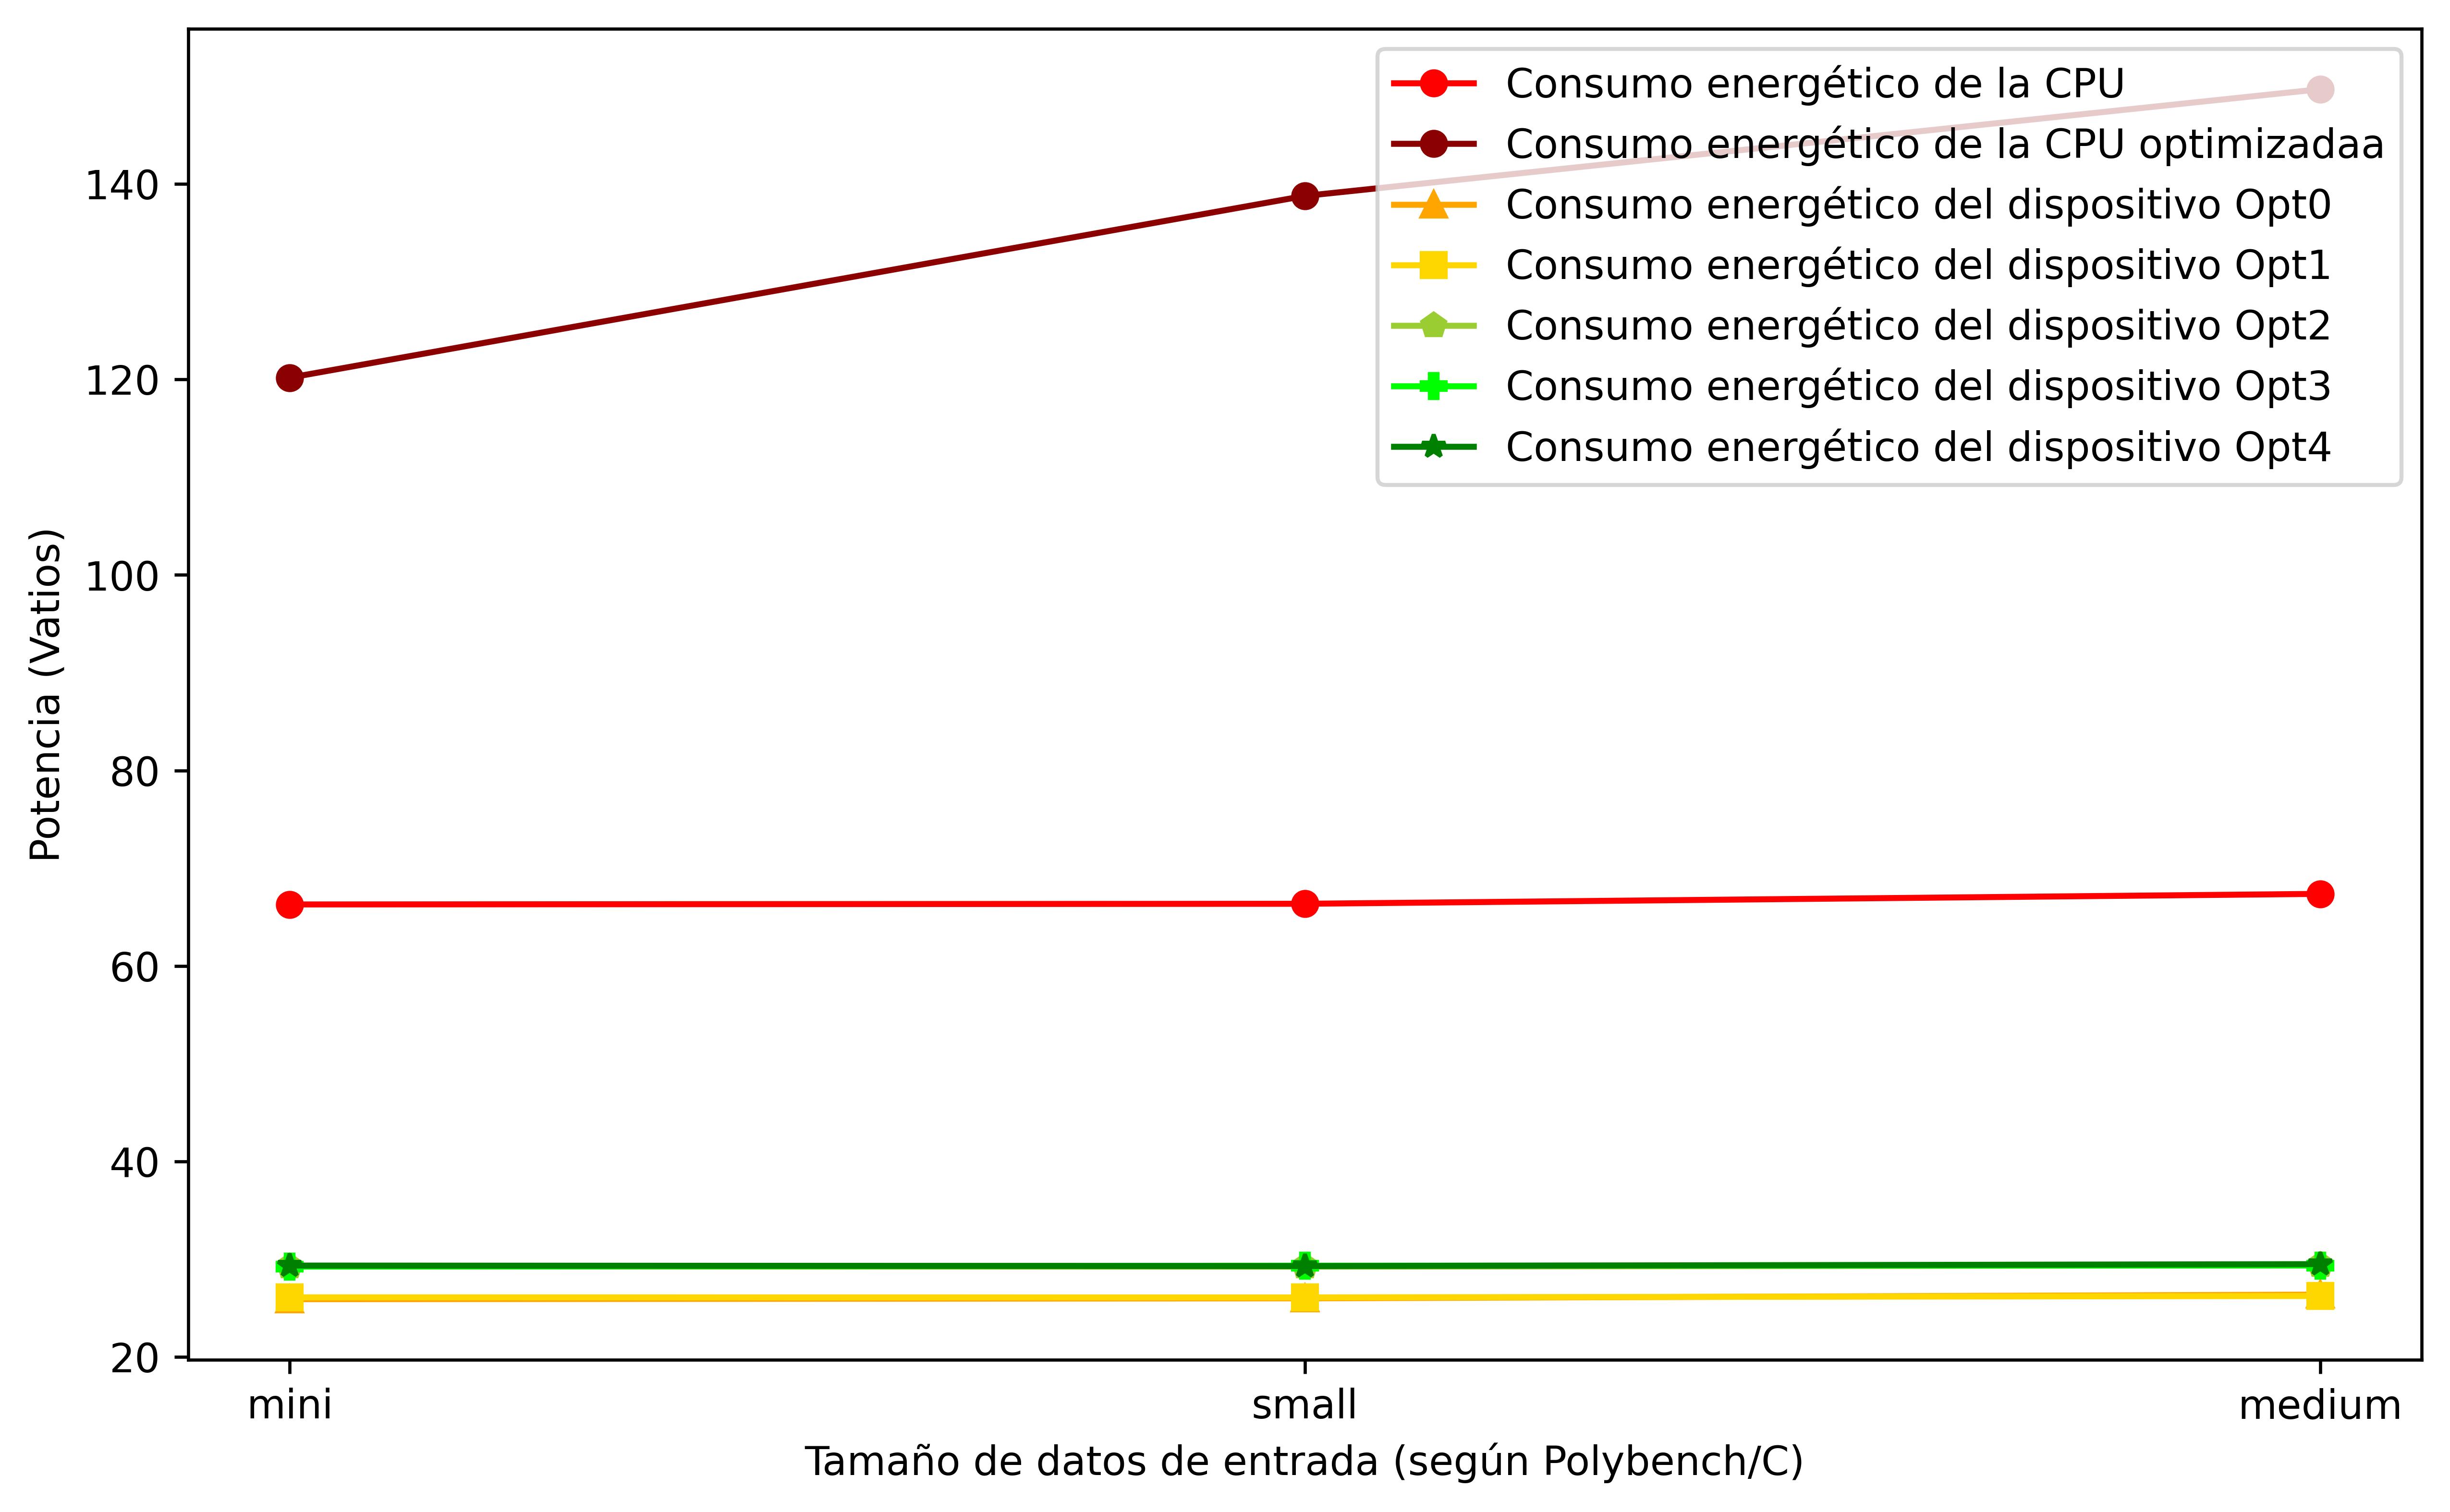 Consumo energético de la CPU
Consumo energético de la CPU optimizadaa
Consumo energético del dispositivo Opt0
Consumo energético del dispositivo Opt1
Consumo energético del dispositivo Opt2
Consumo energético del dispositivo Opt3
Consumo energético del dispositivo Opt4
140
120
100
80
60
40
20
Potencia (Vatios)
mini small medium
Tamaño de datos de entrada (según Polybench/C)